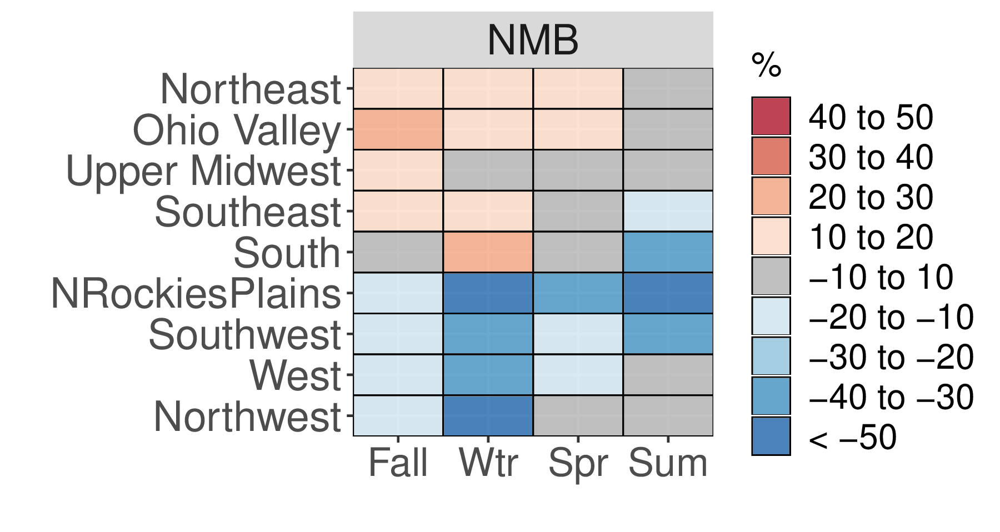 NMB
Northeast
Ohio Valley
Upper Midwest
Southeast
South
NRockiesPlains
Southwest
West
Northwest
Fall Wtr Spr Sum
%
40 to 50
30 to 40
20 to 30
10 to 20
−10 to 10
−20 to −10
−30 to −20
−40 to −30
< −50